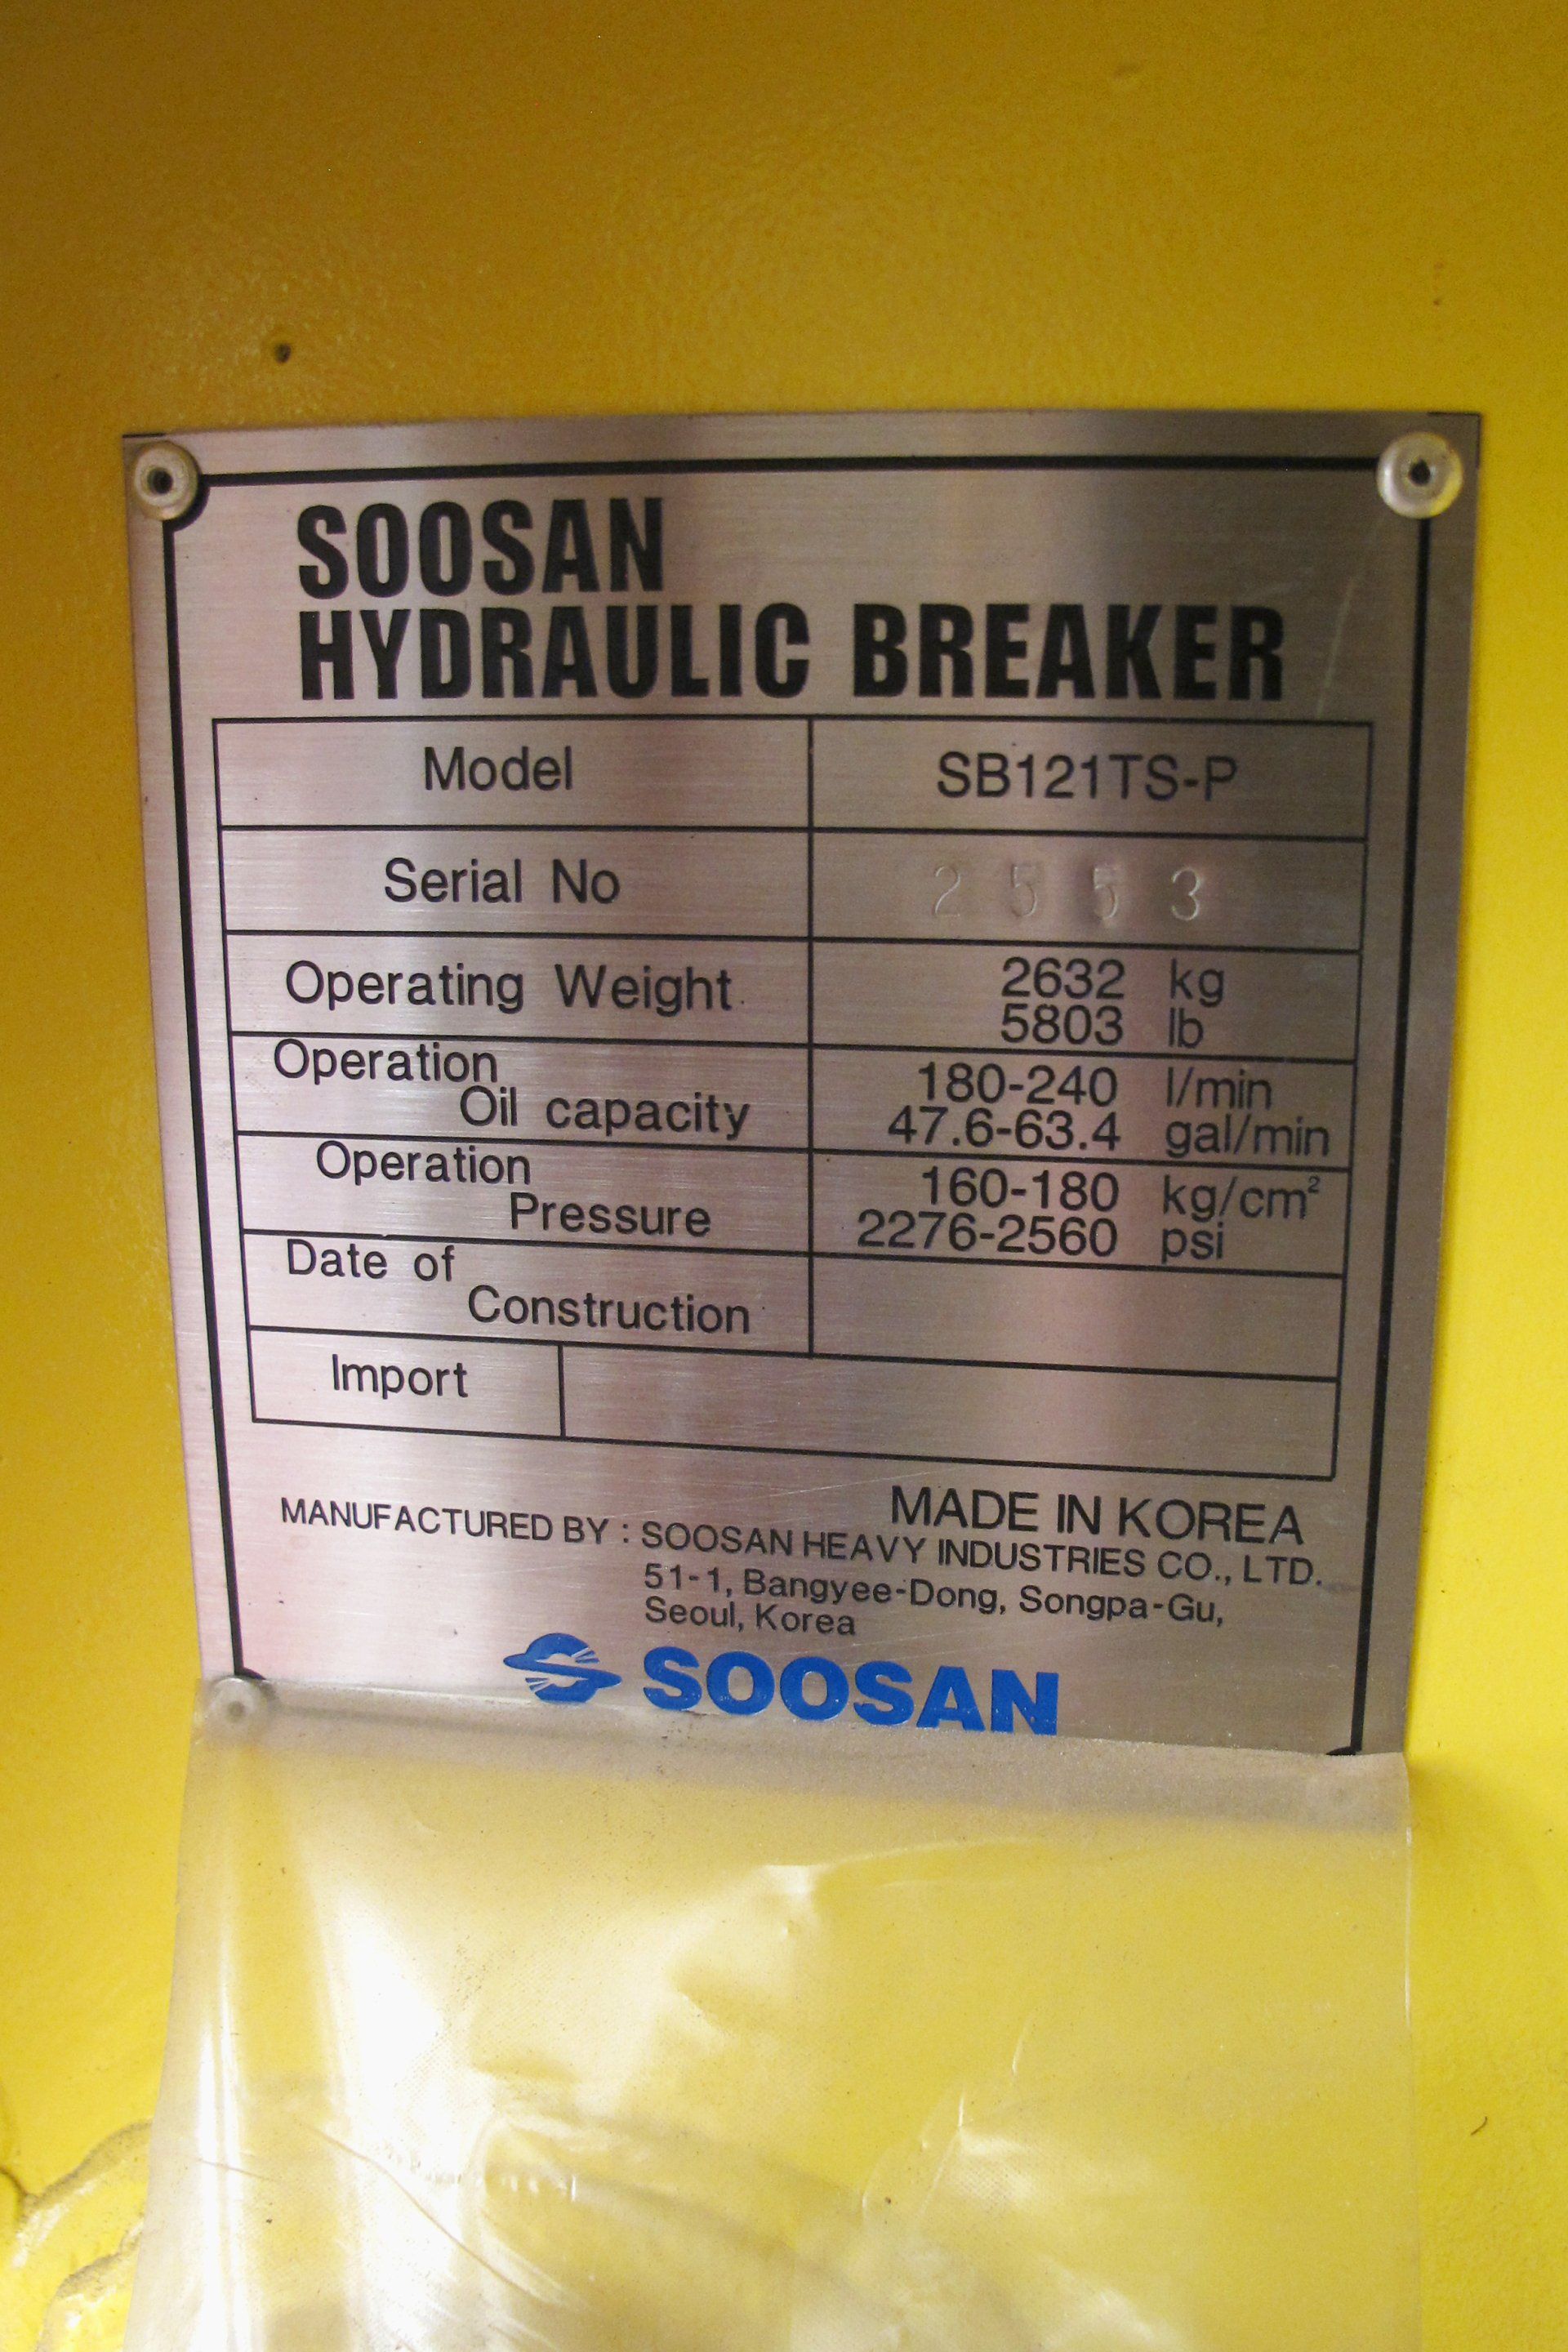 SOOSAN
HYDRAULIC BREAKER
Model SB121TS-P
Serial No 2553
Operating Weight 2632 kg
5803 lb
Operation 180-240 l/min
Oil capacity 47.6-63.4 gal/min
Operation 160-180 kg/cm²
Pressure 2276-2560 psi
Date of
Construction
Import
MADE IN KOREA
MANUFACTURED BY : SOOSAN HEAVY INDUSTRIES CO., LTD.
51-1, Bangyee-Dong, Songpa-Gu,
Seoul, Korea
SOOSAN